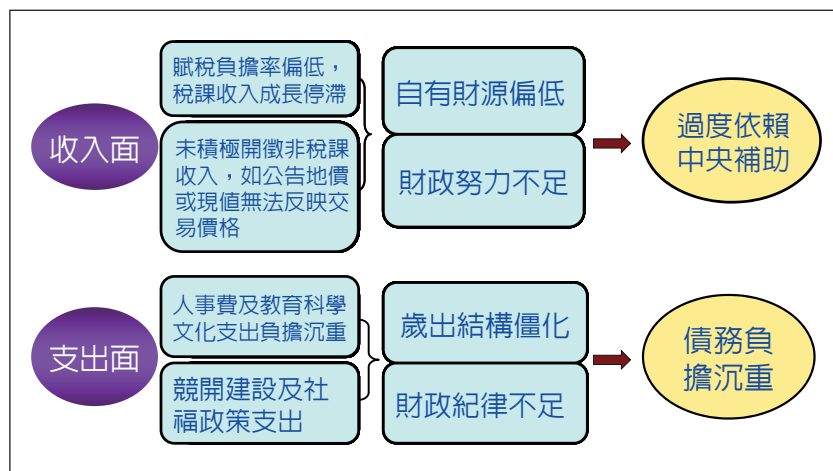 收入面
賦稅負擔率偏低，
稅課收入成長停滯
未積極開徵非稅課
收入，如公告地價
或現值無法反映交
易價格
自有財源偏低
財政努力不足
過度依賴
中央補助
支出面
人事費及教育科學
文化支出負擔沉重
競開建設及社
福政策支出
歲出結構僵化
財政紀律不足
債務負
擔沉重